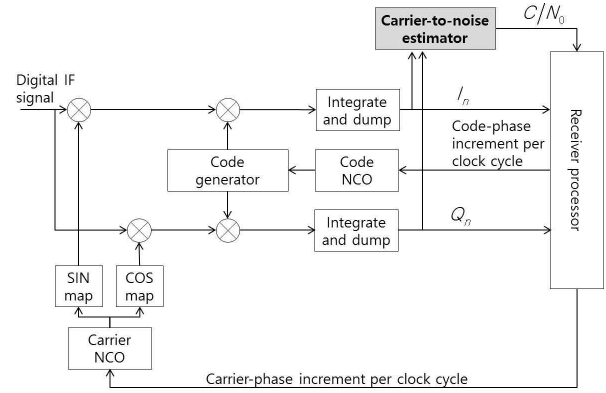 Carrier-to-noise
estimator
C/N₀
Digital IF
signal
Integrate
and dump
Iₙ
Code-phase
increment per
clock cycle
Receiver processor
Code
generator
Code
NCO
Integrate
and dump
Qₙ
SIN
map
COS
map
Carrier
NCO
Carrier-phase increment per clock cycle